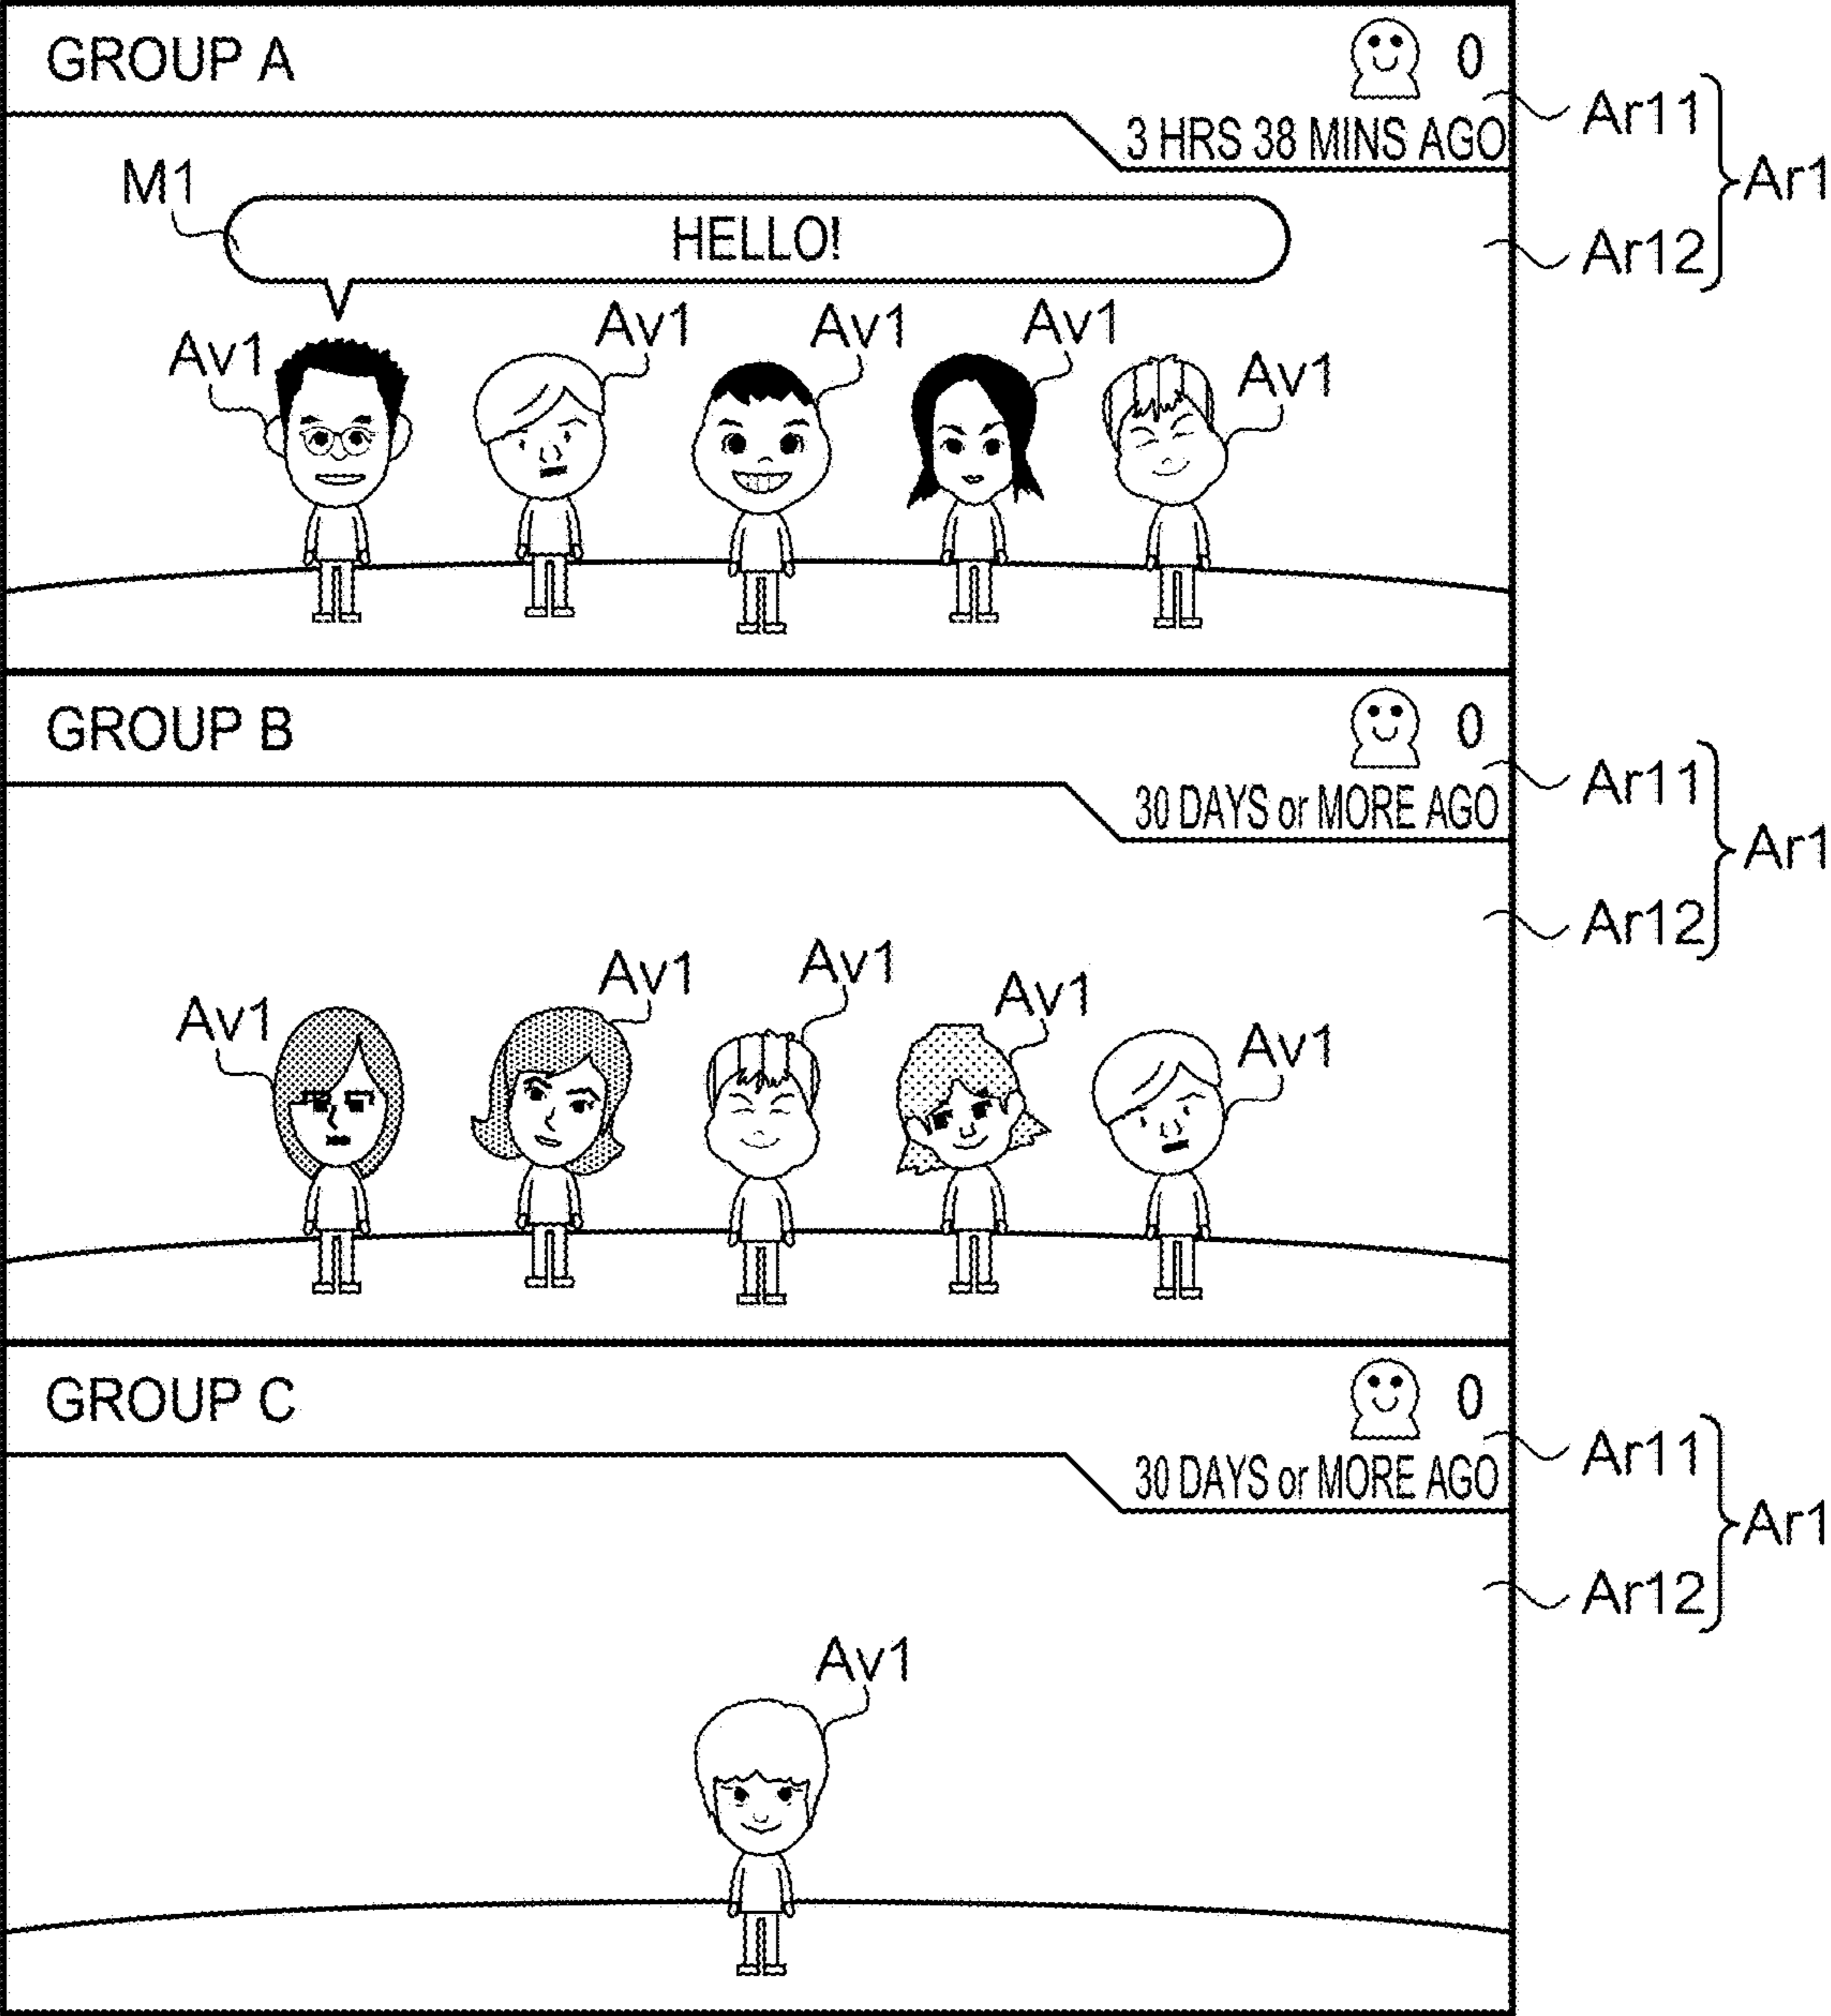 GROUP A
0
3 HRS 38 MINS AGO
Ar11
Ar1
Ar12
M1
HELLO!
Av1
Av1
Av1
Av1
Av1
GROUP B
0
30 DAYS or MORE AGO
Ar11
Ar1
Ar12
Av1
Av1
Av1
Av1
Av1
GROUP C
0
30 DAYS or MORE AGO
Ar11
Ar1
Ar12
Av1